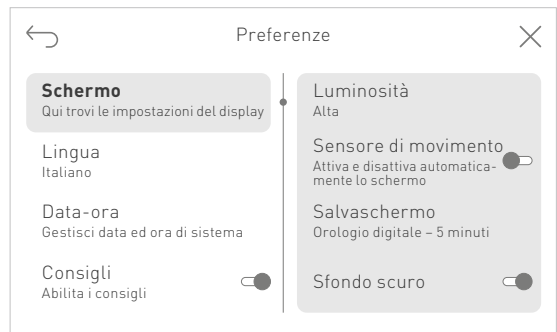 Preferenze
Schermo
Qui trovi le impostazioni del display
Lingua
Italiano
Data-ora
Gestisci data ed ora di sistema
Consigli
Abilita i consigli
Luminosità
Alta
Sensore di movimento
Attiva e disattiva automatica-
mente lo schermo
Salvaschermo
Orologio digitale – 5 minuti
Sfondo scuro